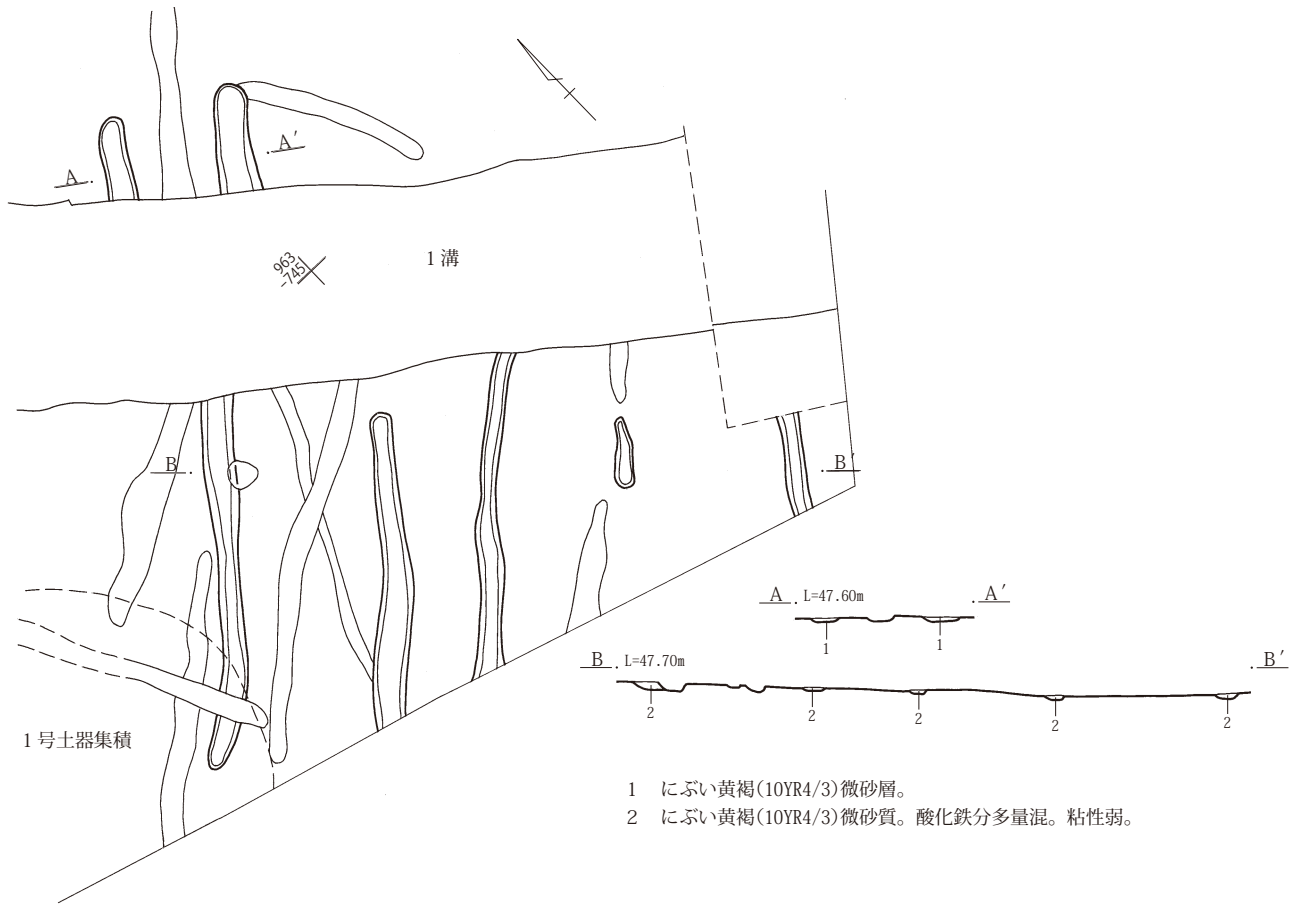 A
A′
963
-745
1 溝
B
B′
1 号土器集積
A L=47.60m A′
1
1
B L=47.70m B′
2
2
2
2
2
1 にぶい黄褐(10YR4/3)微砂層。
2 にぶい黄褐(10YR4/3)微砂質。酸化鉄分多量混。粘性弱。